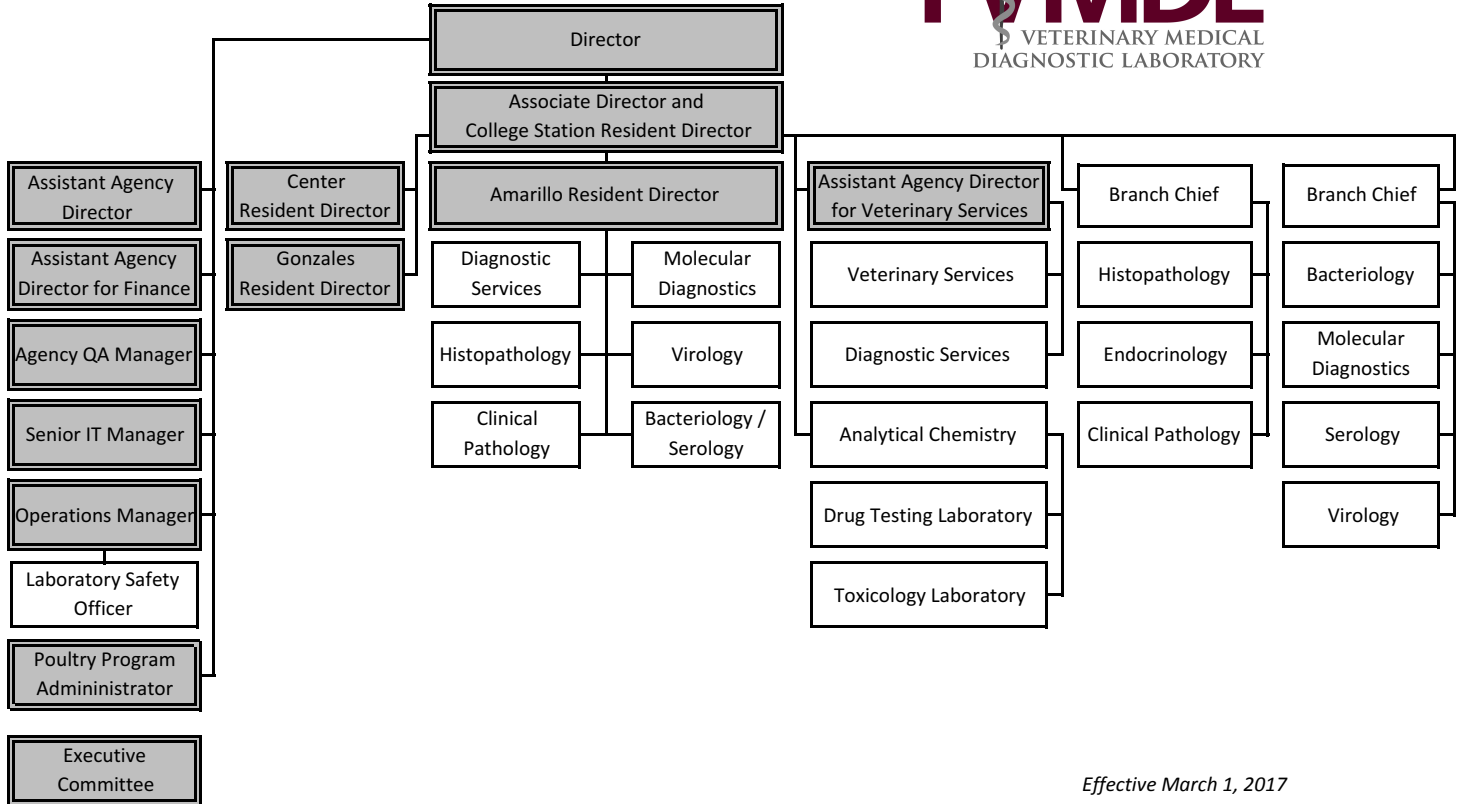 Director
VETERINARY MEDICAL
DIAGNOSTIC LABORATORY
Associate Director and
College Station Resident Director
Assistant Agency
Director
Center
Resident Director
Amarillo Resident Director
Assistant Agency Director
for Veterinary Services
Branch Chief
Branch Chief
Assistant Agency
Director for Finance
Gonzales
Resident Director
Diagnostic
Services
Molecular
Diagnostics
Veterinary Services
Histopathology
Bacteriology
Agency QA Manager
Histopathology
Virology
Diagnostic Services
Endocrinology
Molecular
Diagnostics
Senior IT Manager
Clinical
Pathology
Bacteriology /
Serology
Analytical Chemistry
Clinical Pathology
Serology
Operations Manager
Drug Testing Laboratory
Virology
Laboratory Safety
Officer
Toxicology Laboratory
Poultry Program
Admininistrator
Executive
Committee
Effective March 1, 2017